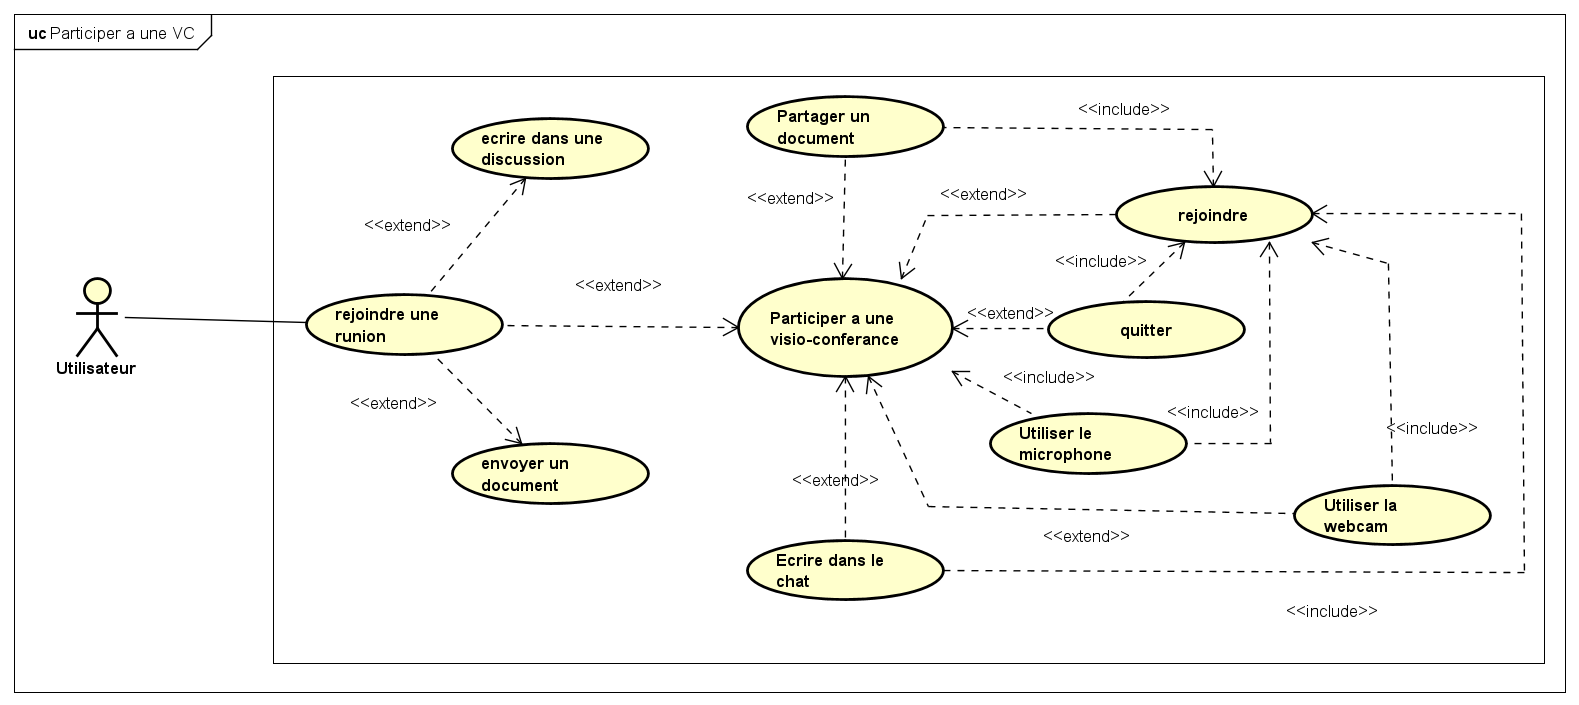 uc Participer a une VC
Partager un
document
<<include>>
ecrire dans une
discussion
<<extend>>
<<extend>>
<<extend>>
rejoindre
<<include>>
<<extend>>
rejoindre une
runion
Participer a une
visio-conferance
<<extend>>
quitter
Utilisateur
<<extend>>
<<include>>
<<include>>
Utiliser le
microphone
<<include>>
envoyer un
document
<<extend>>
Utiliser la
webcam
<<extend>>
Ecrire dans le
chat
<<include>>